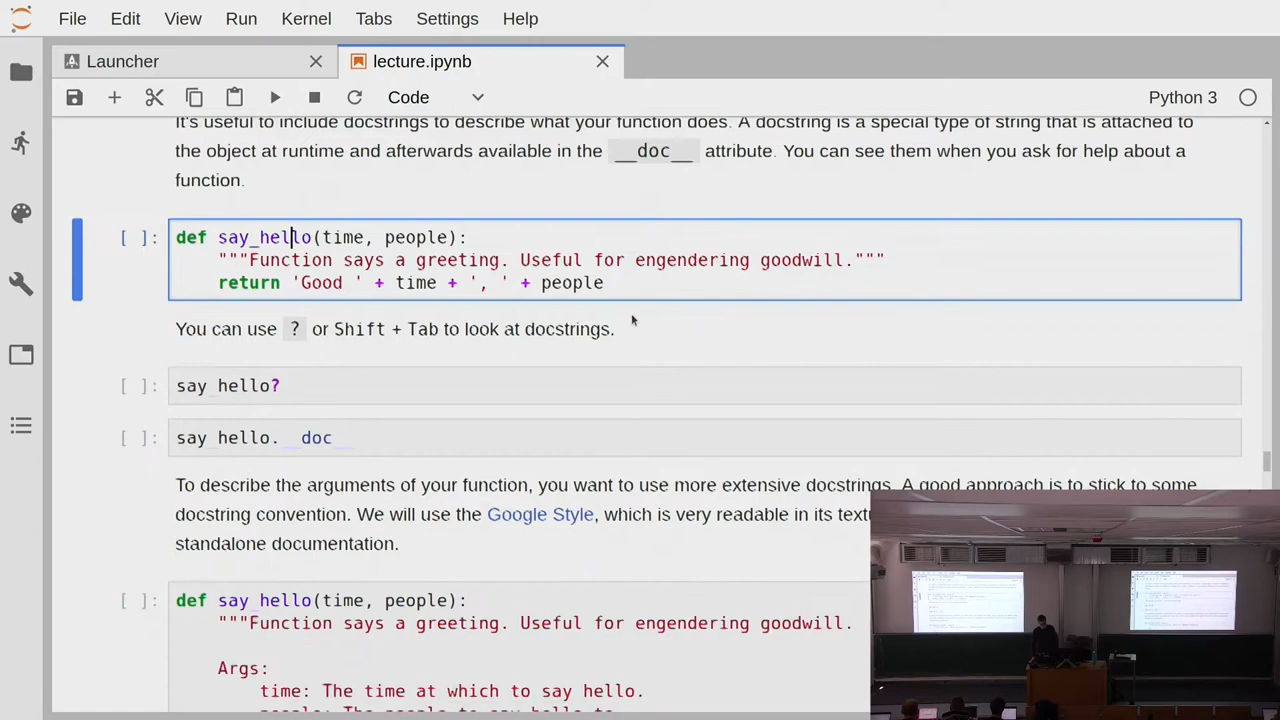 File Edit View Run Kernel Tabs Settings Help
Launcher
lecture.ipynb
Code
Python 3
It's useful to include docstrings to describe what your function does. A docstring is a special type of string that is attached to
the object at runtime and afterwards available in the __doc__ attribute. You can see them when you ask for help about a
function.
[ ]: def say_hello(time, people):
"""Function says a greeting. Useful for engendering goodwill."""
return 'Good ' + time + ', ' + people
You can use ? or Shift + Tab to look at docstrings.
[ ]: say_hello?
[ ]: say_hello.__doc__
To describe the arguments of your function, you want to use more extensive docstrings. A good approach is to stick to some
docstring convention. We will use the Google Style, which is very readable in its
standalone documentation.
[ ]: def say_hello(time, people):
"""Function says a greeting. Useful for engendering goodwill.
Args:
time: The time at which to say hello.
people: The people to say hello to.